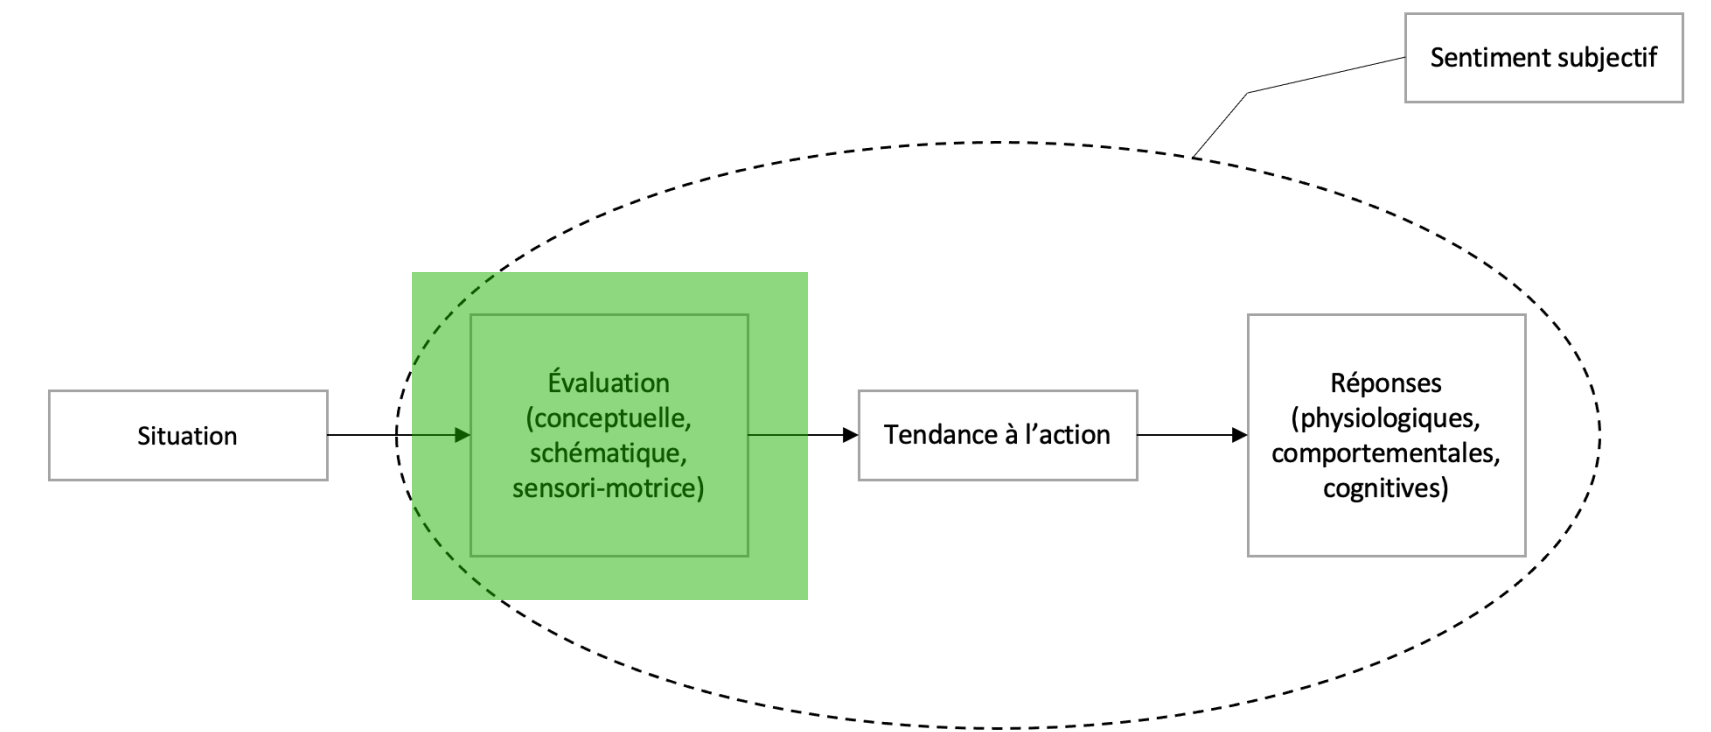 Sentiment subjectif
Situation
Évaluation
(conceptuelle,
schématique,
sensori-motrice)
Tendance à l’action
Réponses
(physiologiques,
comportementales,
cognitives)